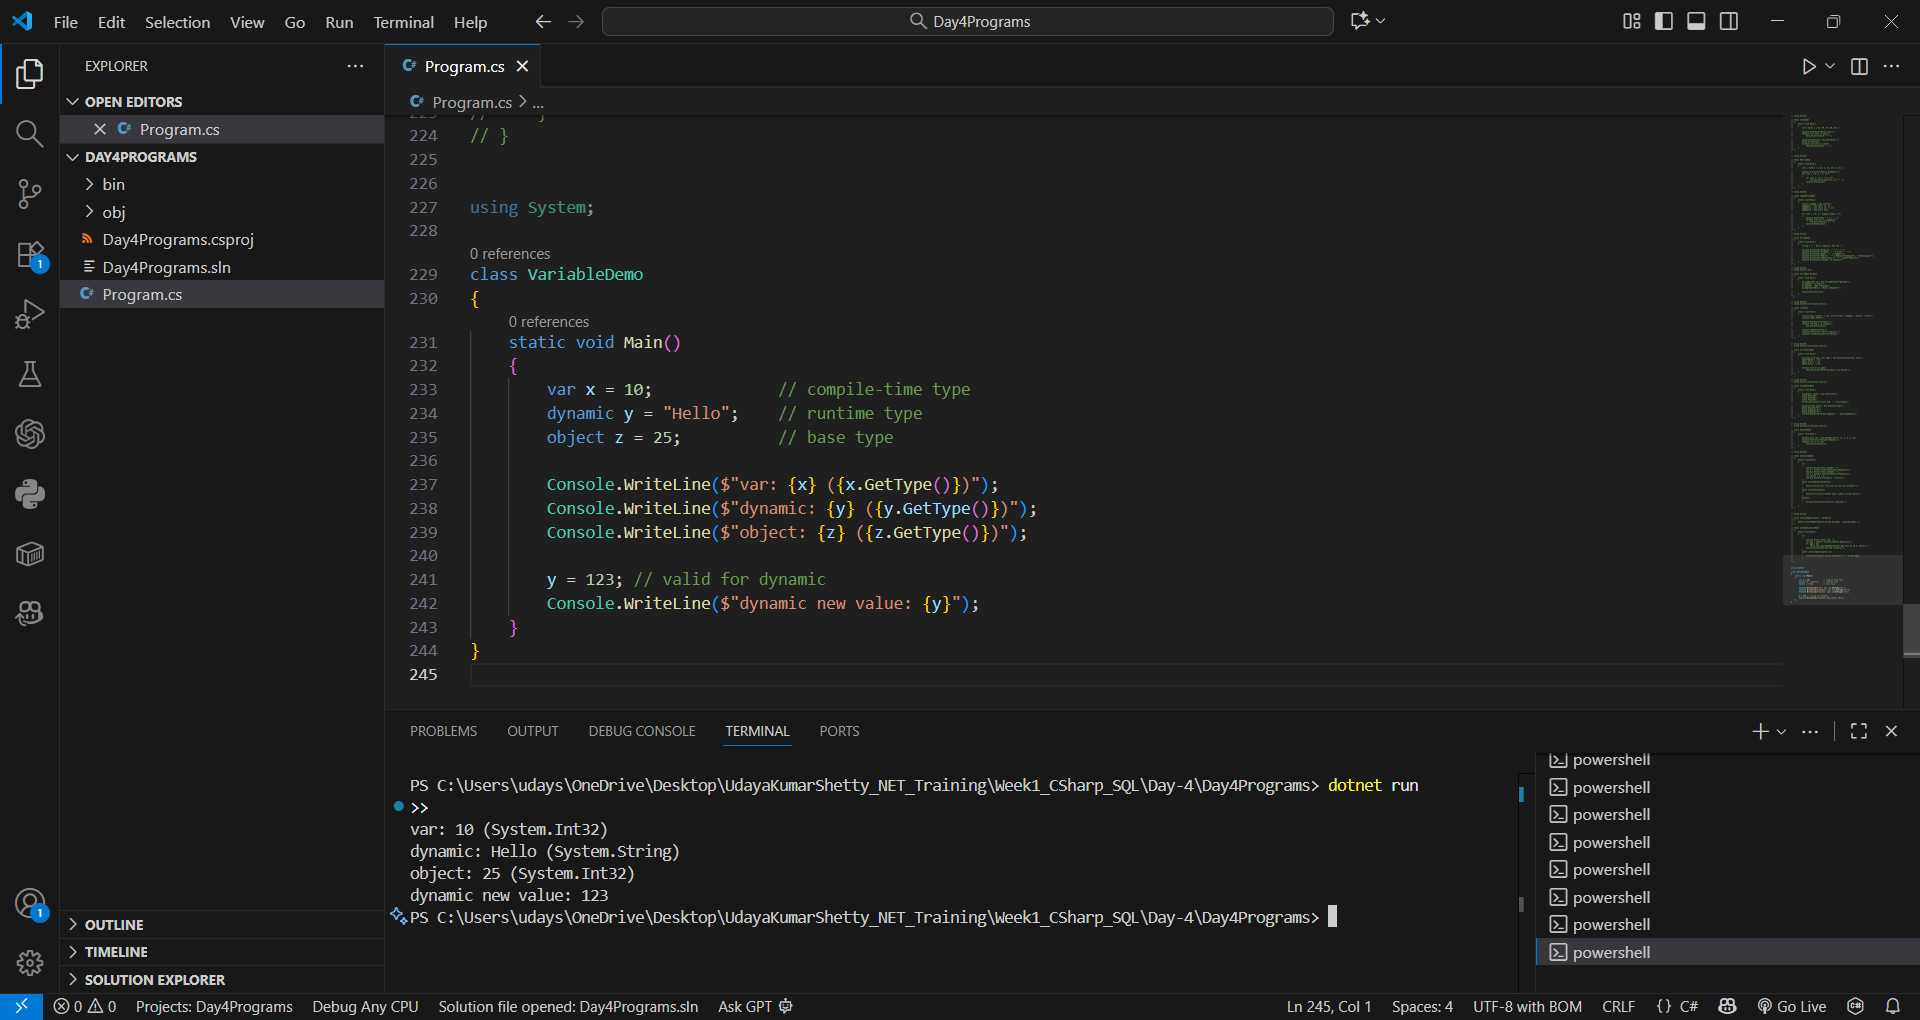 File Edit Selection View Go Run Terminal Help
Day4Programs
EXPLORER
OPEN EDITORS
Program.cs
DAY4PROGRAMS
bin
obj
Day4Programs.csproj
Day4Programs.sln
Program.cs
OUTLINE
TIMELINE
SOLUTION EXPLORER
Program.cs
Program.cs > ...
223 // }
224 // }
225
226
227 using System;
228
0 references
229 class VariableDemo
230 {
0 references
231 static void Main()
232 {
233 var x = 10; // compile-time type
234 dynamic y = "Hello"; // runtime type
235 object z = 25; // base type
236
237 Console.WriteLine($"var: {x} ({x.GetType()})");
238 Console.WriteLine($"dynamic: {y} ({y.GetType()})");
239 Console.WriteLine($"object: {z} ({z.GetType()})");
240
241 y = 123; // valid for dynamic
242 Console.WriteLine($"dynamic new value: {y}");
243 }
244 }
245
PROBLEMS OUTPUT DEBUG CONSOLE TERMINAL PORTS
PS C:\Users\udays\OneDrive\Desktop\UdayaKumarShetty_NET_Training\Week1_CSharp_SQL\Day-4\Day4Programs> dotnet run
>>
var: 10 (System.Int32)
dynamic: Hello (System.String)
object: 25 (System.Int32)
dynamic new value: 123
PS C:\Users\udays\OneDrive\Desktop\UdayaKumarShetty_NET_Training\Week1_CSharp_SQL\Day-4\Day4Programs>
powershell
powershell
powershell
powershell
powershell
powershell
powershell
powershell
1
1
0 0 Projects: Day4Programs Debug Any CPU Solution file opened: Day4Programs.sln Ask GPT
Ln 245, Col 1 Spaces: 4 UTF-8 with BOM CRLF {} C# Go Live